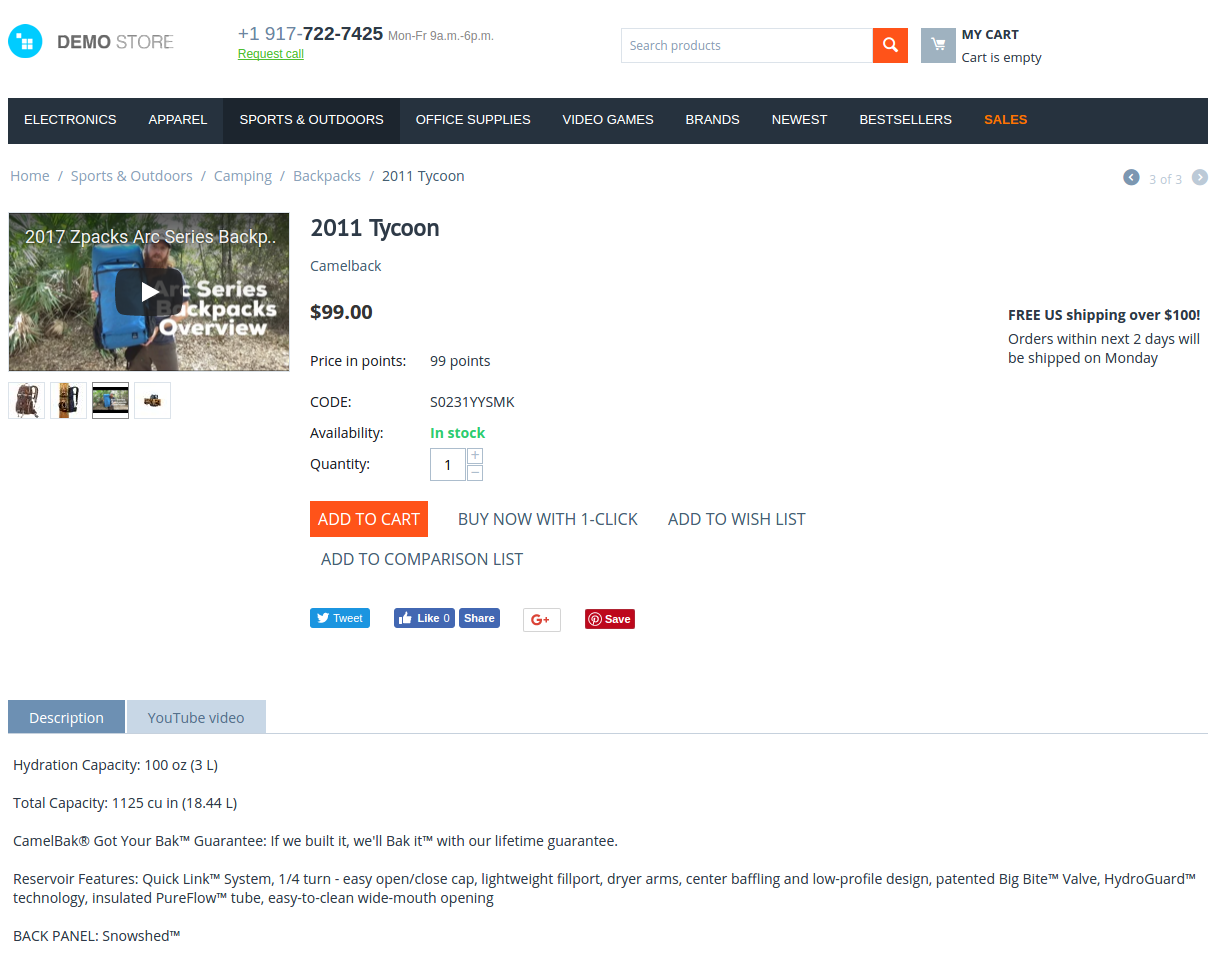 DEMO STORE
+1 917-722-7425 Mon-Fr 9a.m.-6p.m.
Request call
Search products
MY CART
Cart is empty
ELECTRONICS APPAREL SPORTS & OUTDOORS OFFICE SUPPLIES VIDEO GAMES BRANDS NEWEST BESTSELLERS SALES
Home / Sports & Outdoors / Camping / Backpacks / 2011 Tycoon
3 of 3
2017 Zpacks Arc Series Backp..
Arc Series
Backpacks
Overview
2011 Tycoon
Camelback
$99.00
FREE US shipping over $100!
Orders within next 2 days will
be shipped on Monday
Price in points: 99 points
CODE: S0231YYSMK
Availability: In stock
Quantity: 1 + −
ADD TO CART BUY NOW WITH 1-CLICK ADD TO WISH LIST
ADD TO COMPARISON LIST
Tweet Like 0 Share G+ Save
Description YouTube video
Hydration Capacity: 100 oz (3 L)
Total Capacity: 1125 cu in (18.44 L)
CamelBak® Got Your Bak™ Guarantee: If we built it, we'll Bak it™ with our lifetime guarantee.
Reservoir Features: Quick Link™ System, 1/4 turn - easy open/close cap, lightweight fillport, dryer arms, center baffling and low-profile design, patented Big Bite™ Valve, HydroGuard™
technology, insulated PureFlow™ tube, easy-to-clean wide-mouth opening
BACK PANEL: Snowshed™